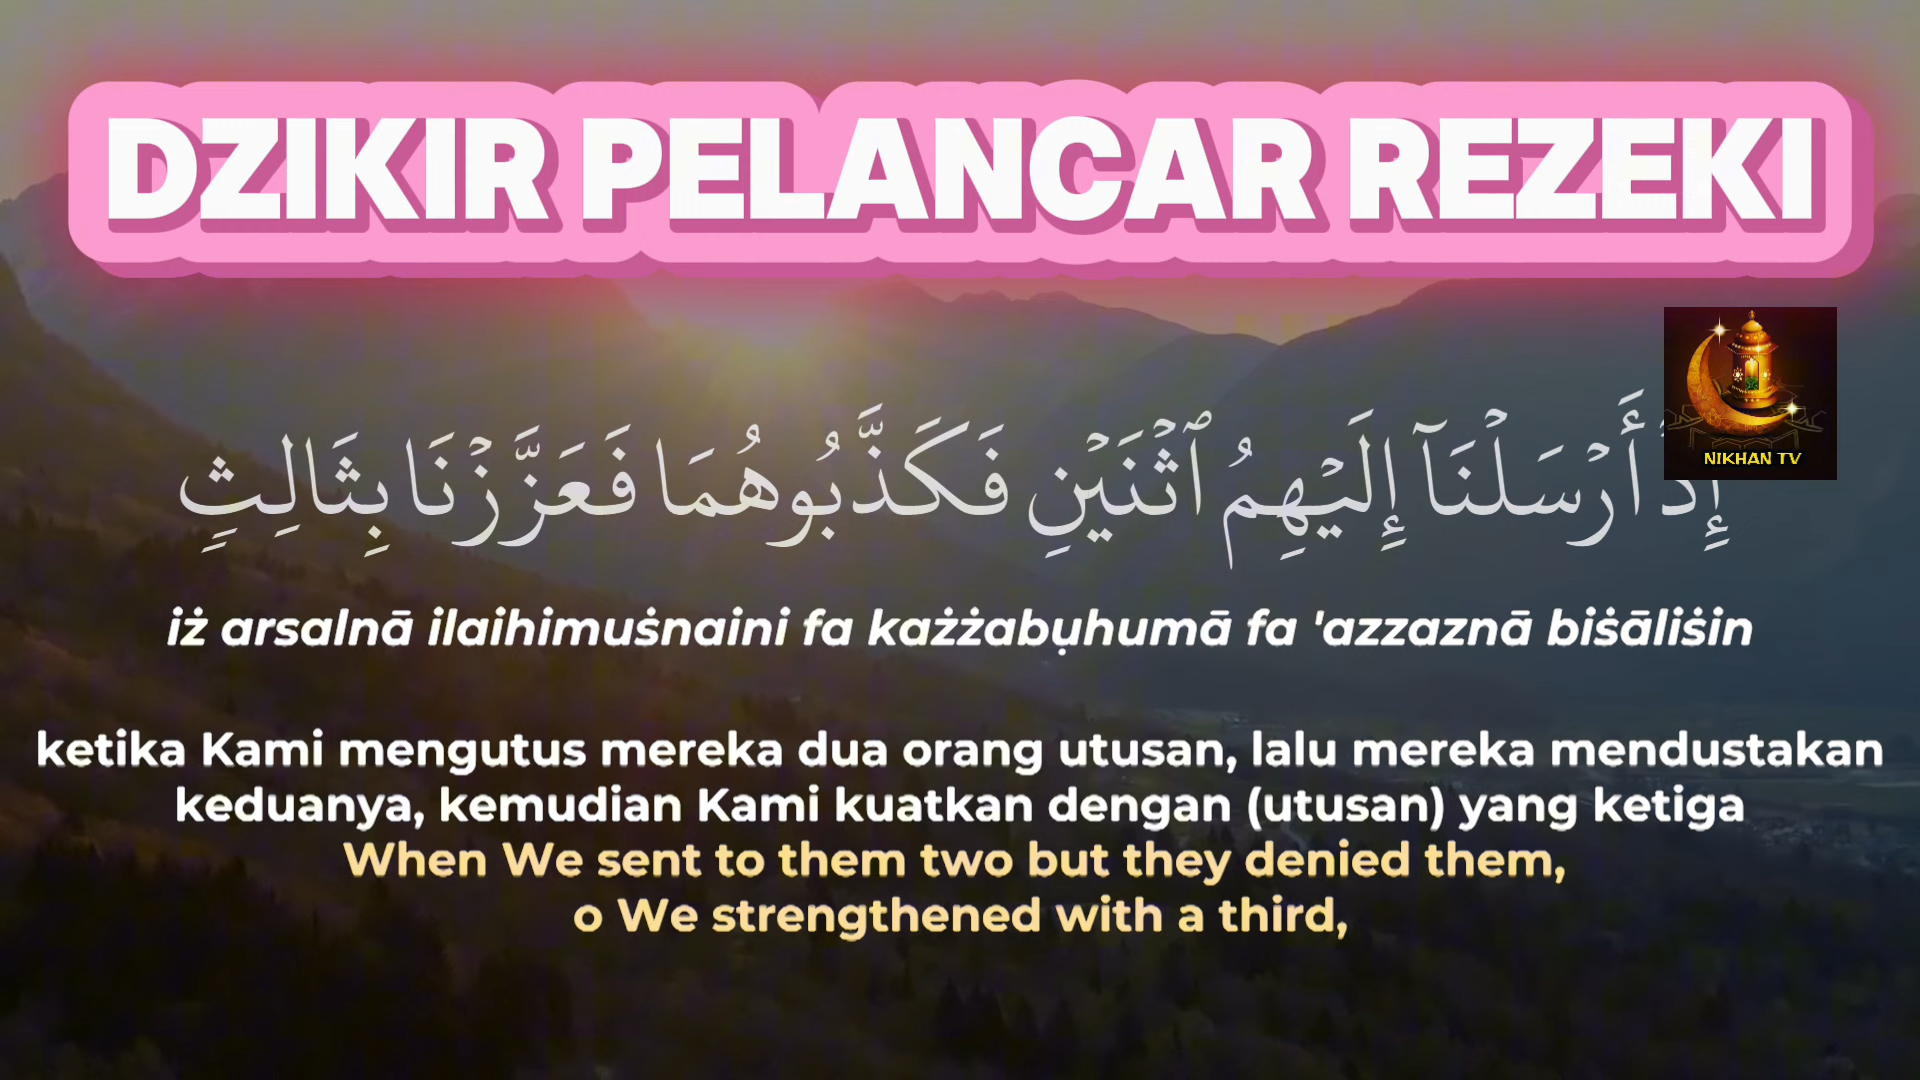 DZIKIR PELANCAR REZEKI
NIKHAN TV
إِذۡ أَرۡسَلۡنَآ إِلَيۡهِمُ ٱثۡنَيۡنِ فَكَذَّبُوهُمَا فَعَزَّزۡنَا بِثَالِثٖ
iż arsalnā ilaihimuṡnaini fa każżabụhumā fa 'azzaznā biṡāliṡin
ketika Kami mengutus mereka dua orang utusan, lalu mereka mendustakan
keduanya, kemudian Kami kuatkan dengan (utusan) yang ketiga
When We sent to them two but they denied them,
o We strengthened with a third,